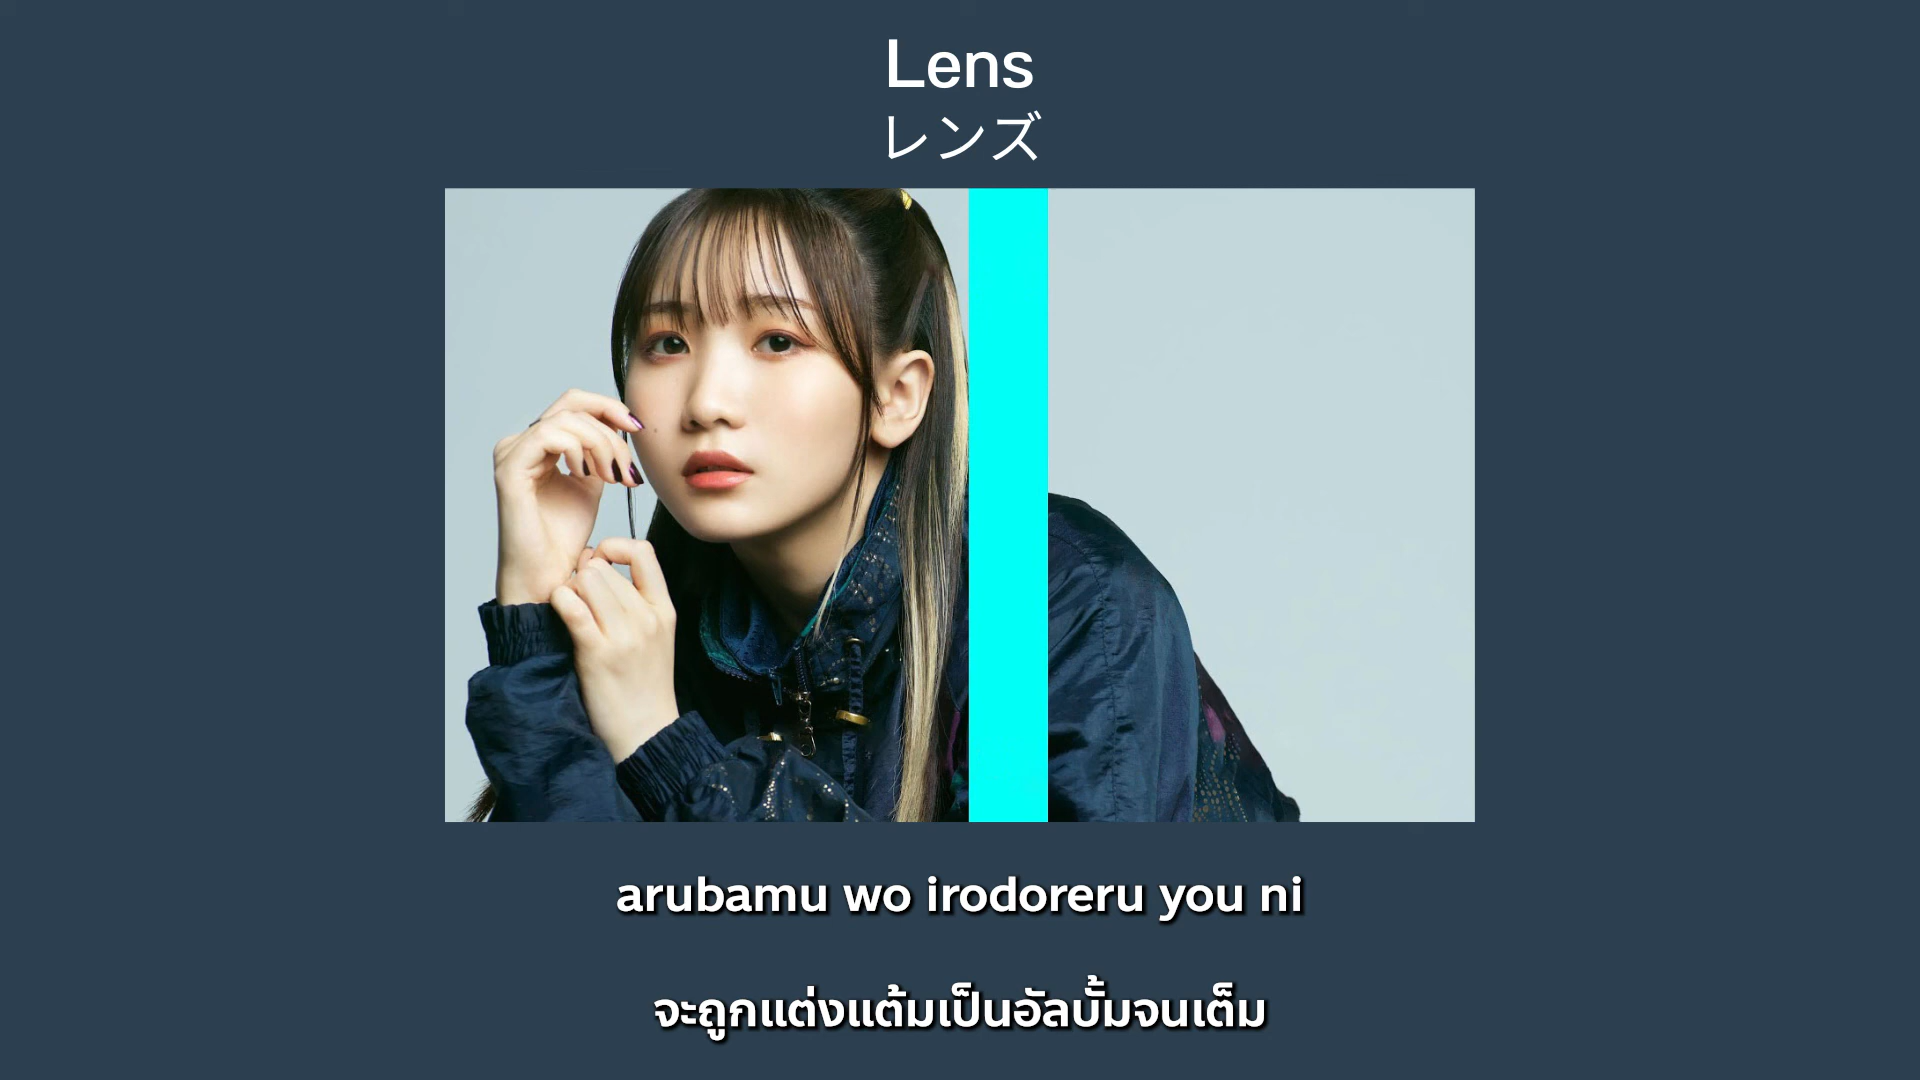 Lens
レンズ
arubamu wo irodoreru you ni
จะถูกแต่งแต้มเป็นอัลบั้มจนเต็ม